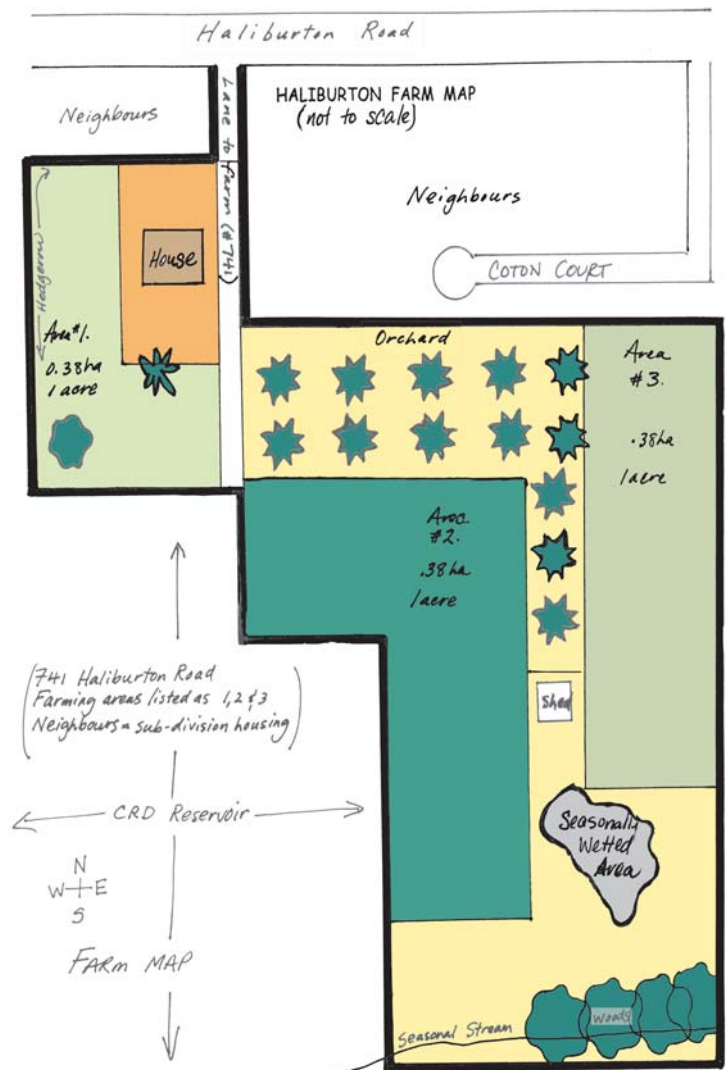 Haliburton Road
Neighbours
Lane to Farm (#741)
HALIBURTON FARM MAP
(not to scale)
Neighbours
COTON COURT
Hedgerow
House
Area #1.
0.38ha
1 acre
Orchard
Area
#3.
.38ha
1 acre
Area
#2.
.38ha
1 acre
741 Haliburton Road
Farming areas listed as 1, 2 & 3
Neighbours = sub-division housing
Shed
CRD Reservoir
Seasonally
Wetted
Area
N
W E
S
FARM MAP
Seasonal Stream
Woods